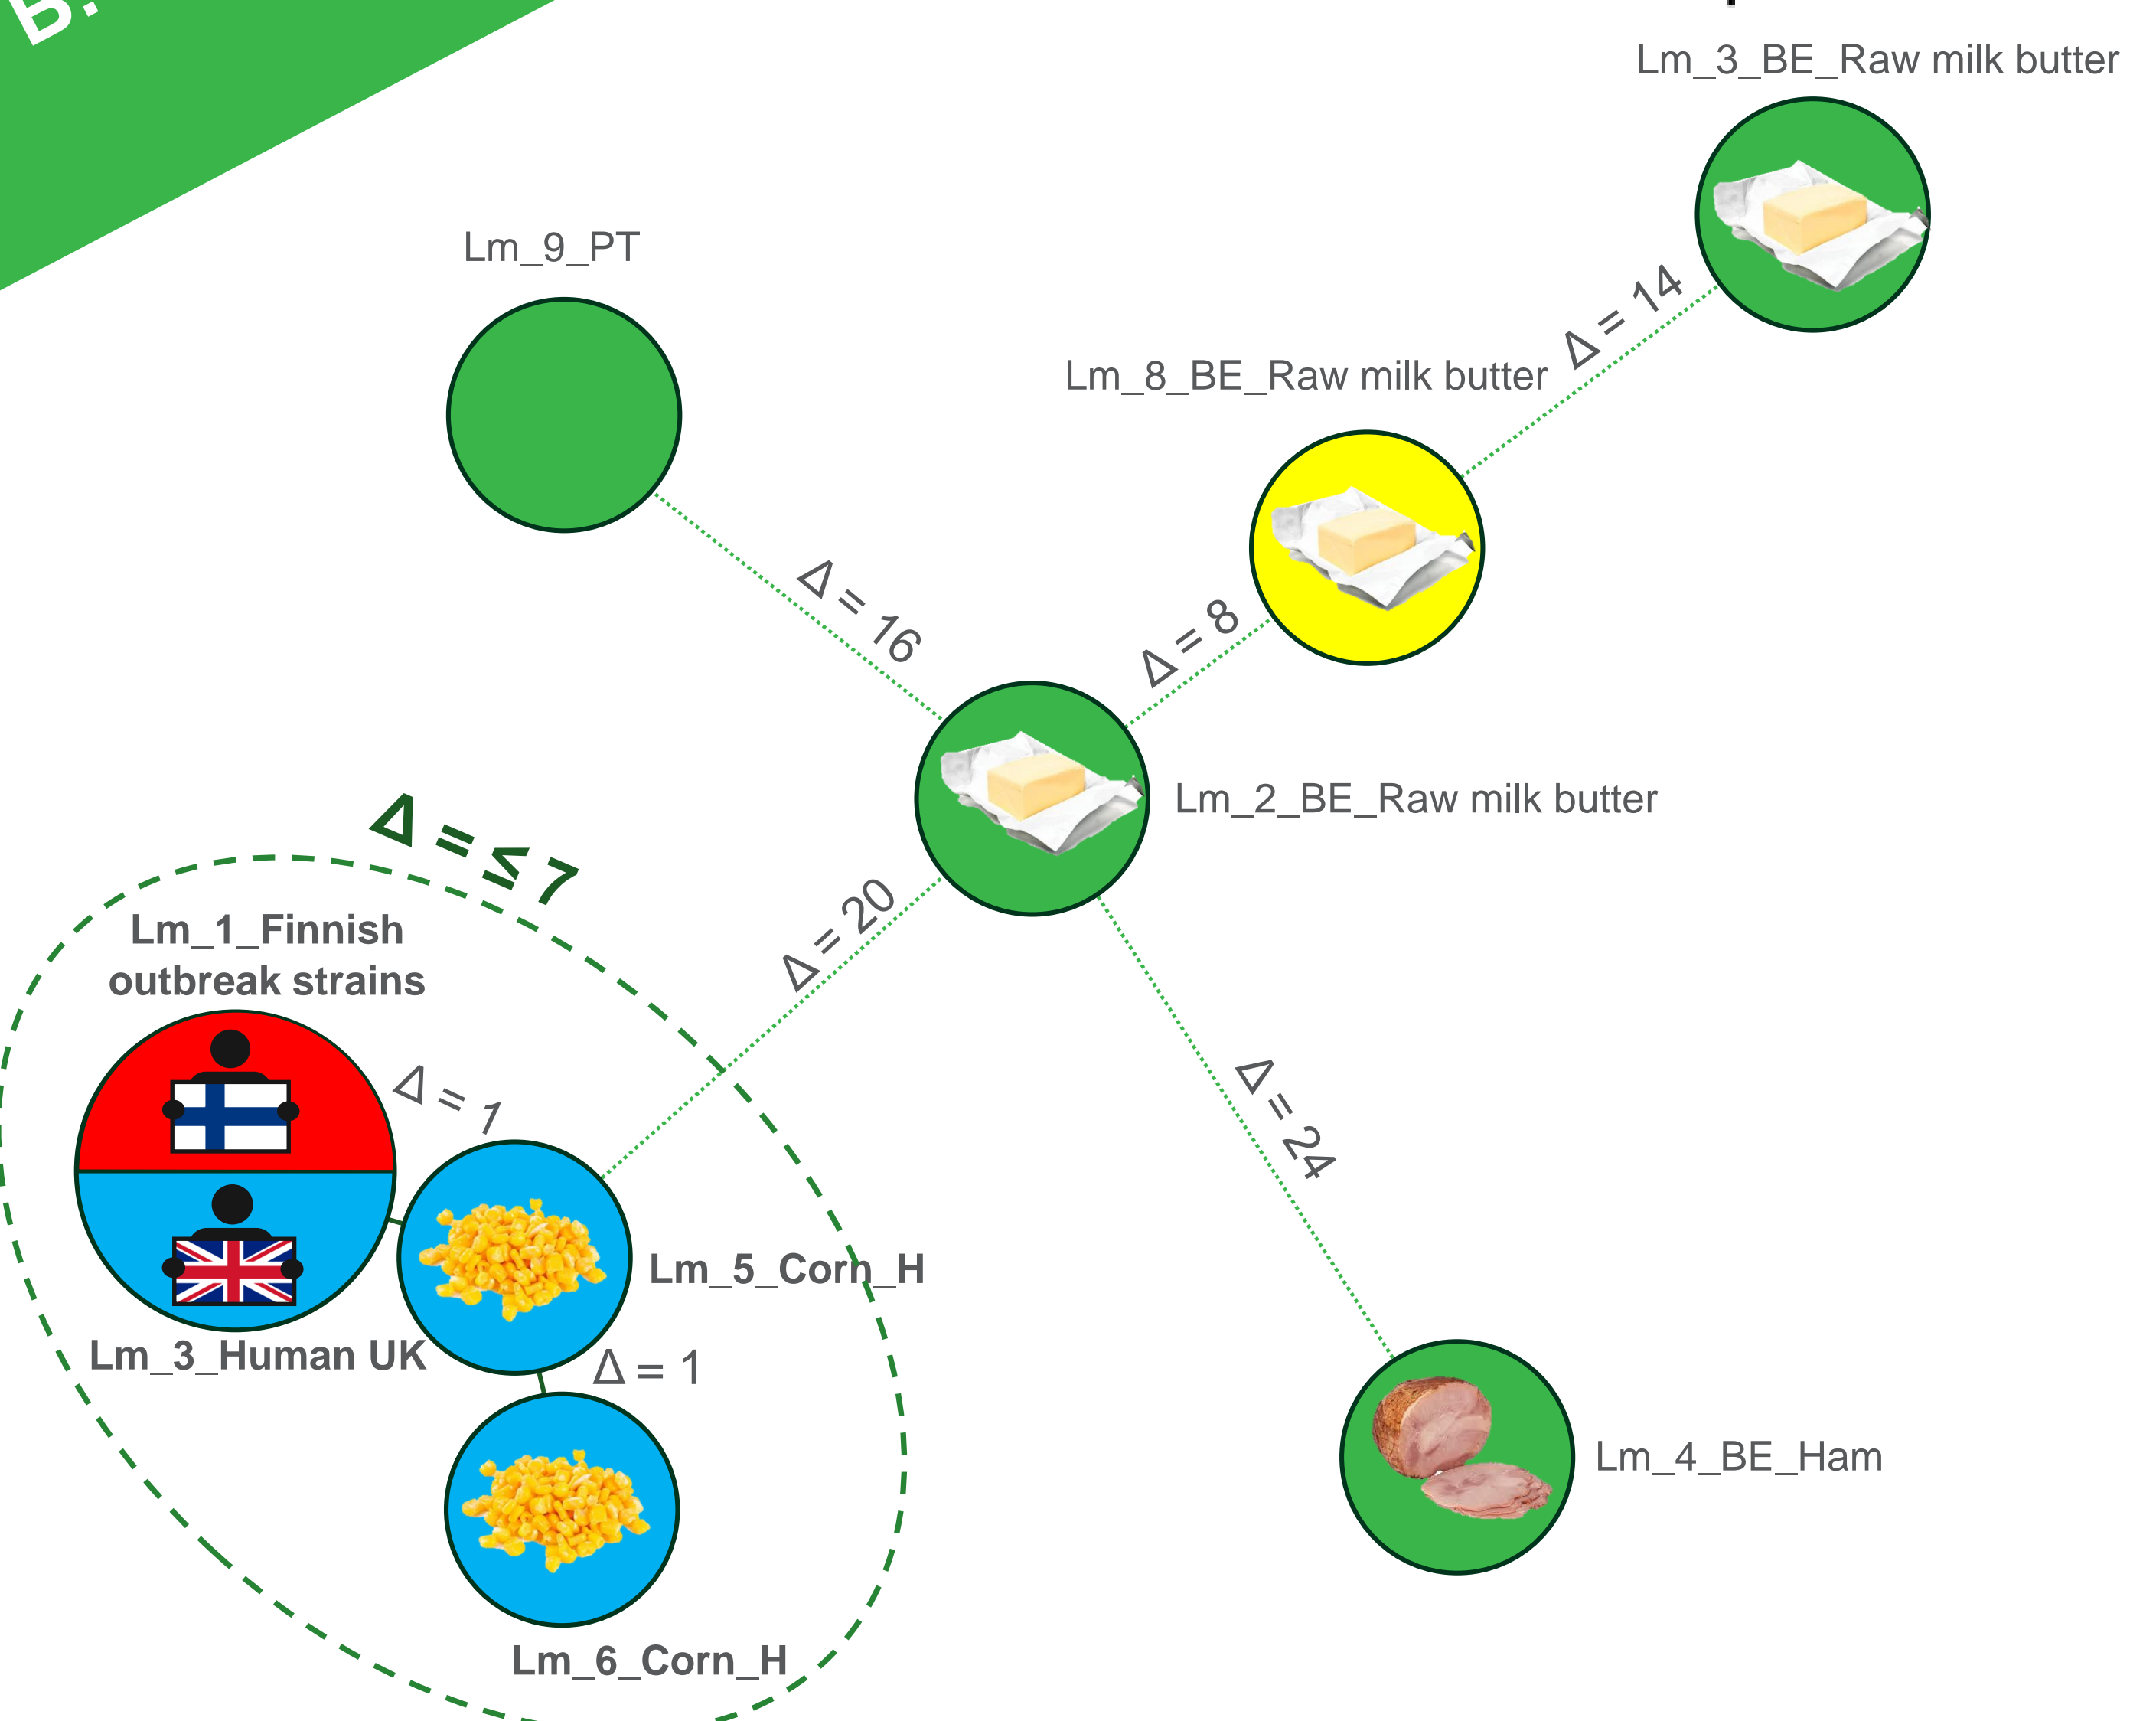 B.
Lm_3_BE_Raw milk butter
Lm_9_PT
Δ = 14
Lm_8_BE_Raw milk butter
Δ = 16
Δ = 8
Lm_2_BE_Raw milk butter
Δ = ≤ 7
Δ = 20
Lm_1_Finnish
outbreak strains
Δ = 1
Δ = 24
Lm_5_Corn_H
Lm_3_Human UK
Δ = 1
Lm_4_BE_Ham
Lm_6_Corn_H